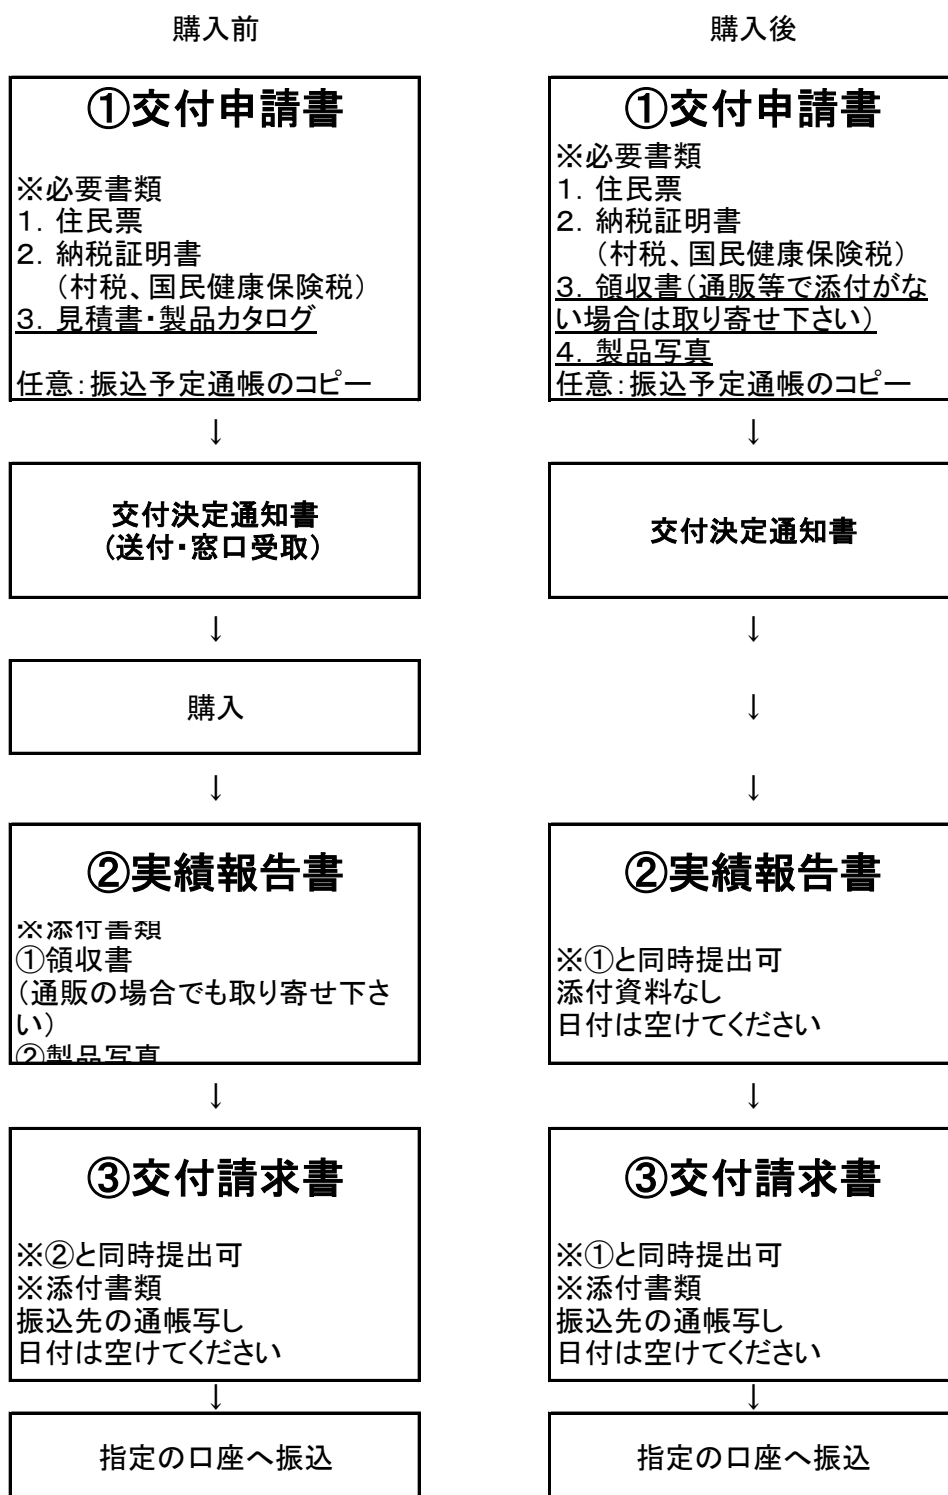 購入前
①交付申請書
※必要書類
1. 住民票
2. 納税証明書
(村税、国民健康保険税)
3. 見積書・製品カタログ
任意:振込予定通帳のコピー
↓
交付決定通知書
(送付・窓口受取)
↓
購入
↓
②実績報告書
※添付書類
①領収書
(通販の場合でも取り寄せ下さ
い)
②製品写真
↓
③交付請求書
※②と同時提出可
※添付書類
振込先の通帳写し
日付は空けてください
↓
指定の口座へ振込
購入後
①交付申請書
※必要書類
1. 住民票
2. 納税証明書
(村税、国民健康保険税)
3. 領収書(通販等で添付がな
い場合は取り寄せ下さい)
4. 製品写真
任意:振込予定通帳のコピー
↓
交付決定通知書
↓
↓
↓
②実績報告書
※①と同時提出可
添付資料なし
日付は空けてください
↓
③交付請求書
※①と同時提出可
※添付書類
振込先の通帳写し
日付は空けてください
↓
指定の口座へ振込